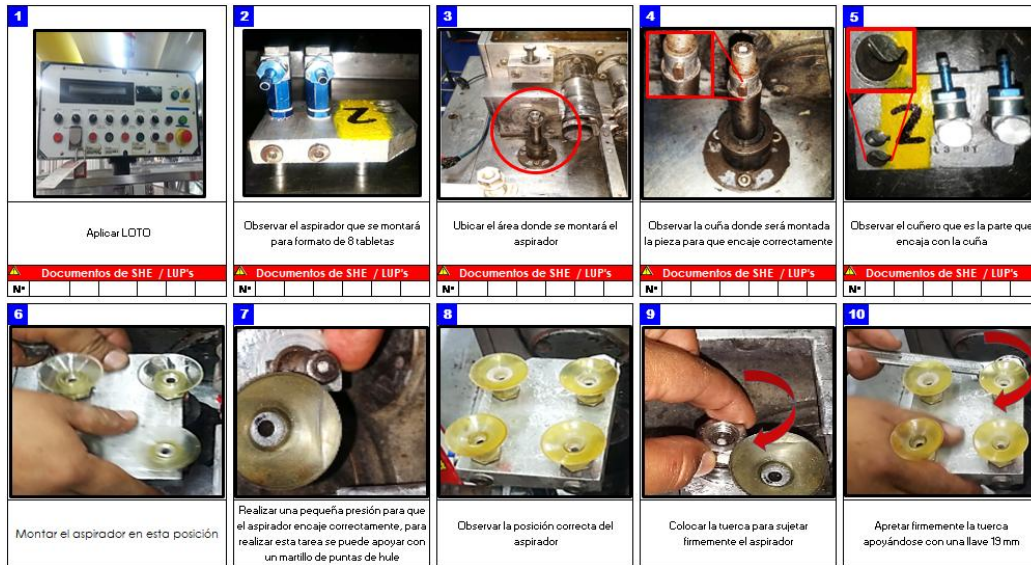 1
2
3
4
5
Aplicar LOTO
Observar el aspirador que se montará
para formato de 8 tabletas
Ubicar el área donde se montará el
aspirador
Observar la cuña donde será montada
la pieza para que encaje correctamente
Observar el cuñero que es la parte que
encaja con la cuña
Documentos de SHE / LUP's
Documentos de SHE / LUP's
Documentos de SHE / LUP's
Documentos de SHE / LUP's
Documentos de SHE / LUP's
N°
N°
N°
N°
N°
6
7
8
9
10
Montar el aspirador en esta posición
Realizar una pequeña presión para que
el aspirador encaje correctamente, para
realizar esta tarea se puede apoyar con
un martillo de puntas de hule
Observar la posición correcta del
aspirador
Colocar la tuerca para sujetar
firmemente el aspirador
Apretar firmemente la tuerca
apoyándose con una llave 19 mm